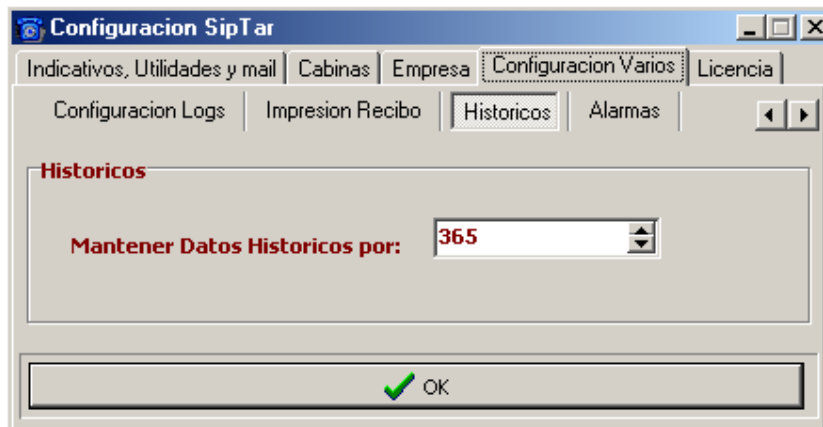 Configuracion SipTar
Indicativos, Utilidades y mail Cabinas Empresa Configuracion Varios Licencia
Configuracion Logs Impresion Recibo Historicos Alarmas
Historicos
Mantener Datos Historicos por: 365
OK